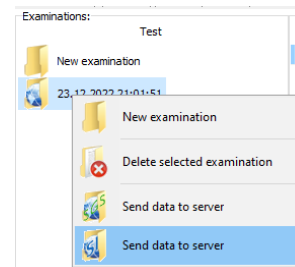 Examinations:
Test
New examination
23.12.2022 21:01:51
New examination
Delete selected examination
Send data to server
Send data to server